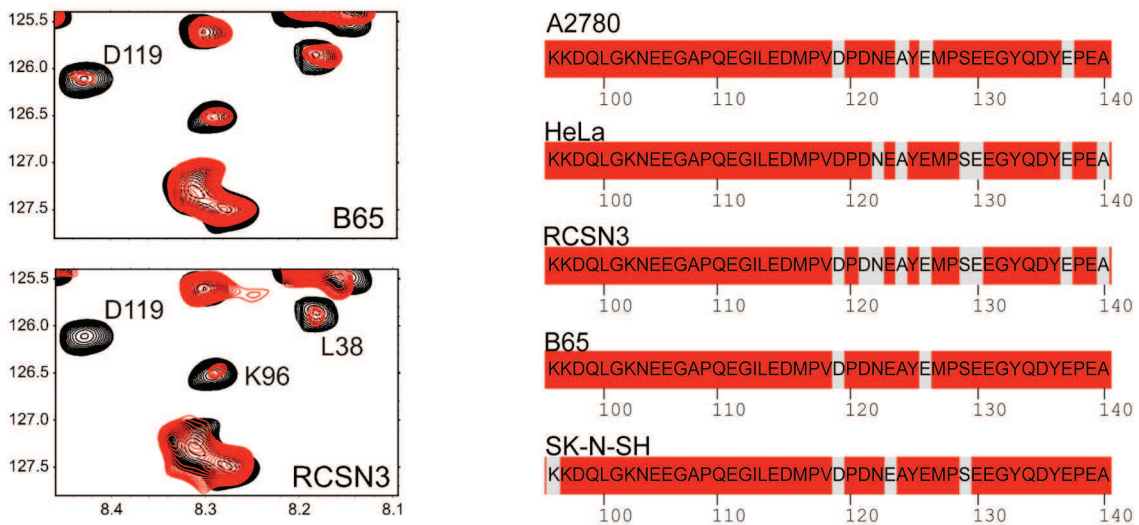 125.5
D119
126.0
126.5
127.0
127.5
B65
125.5
D119
126.0
L38
126.5
K96
127.0
127.5
RCSN3
8.4 8.3 8.2 8.1
A2780
KKDQLGKNEEGAPQEGILEDMPVDPDNEAYEMPSEEGYQDYEPEA
100 110 120 130 140
HeLa
KKDQLGKNEEGAPQEGILEDMPVDPDNEAYEMPSEEGYQDYEPEA
100 110 120 130 140
RCSN3
KKDQLGKNEEGAPQEGILEDMPVDPDNEAYEMPSEEGYQDYEPEA
100 110 120 130 140
B65
KKDQLGKNEEGAPQEGILEDMPVDPDNEAYEMPSEEGYQDYEPEA
100 110 120 130 140
SK-N-SH
KKDQLGKNEEGAPQEGILEDMPVDPDNEAYEMPSEEGYQDYEPEA
100 110 120 130 140